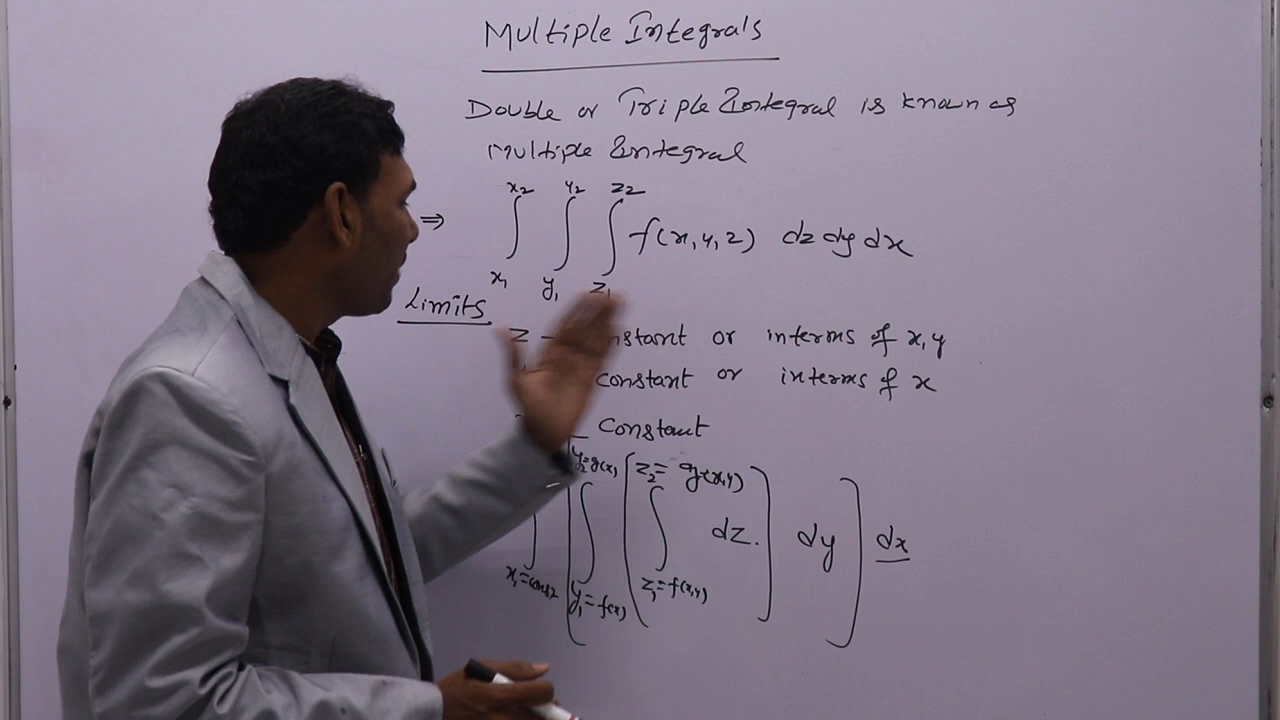 Multiple Integrals
Double or Triple Integral is known as
Multiple Integral
⇒ ∫_{x₁}^{x₂} ∫_{y₁}^{y₂} ∫_{z₁}^{z₂} f(x,y,z) dz dy dx
Limits
z – constant or interms of x,y
constant or interms of x
– constant
∫_{x₁=cons} [ ∫_{y₁=f(x)}^{y₂=g(x)} ( ∫_{z₁=f(x,y)}^{z₂=g(x,y)} dz. ) dy ] dx